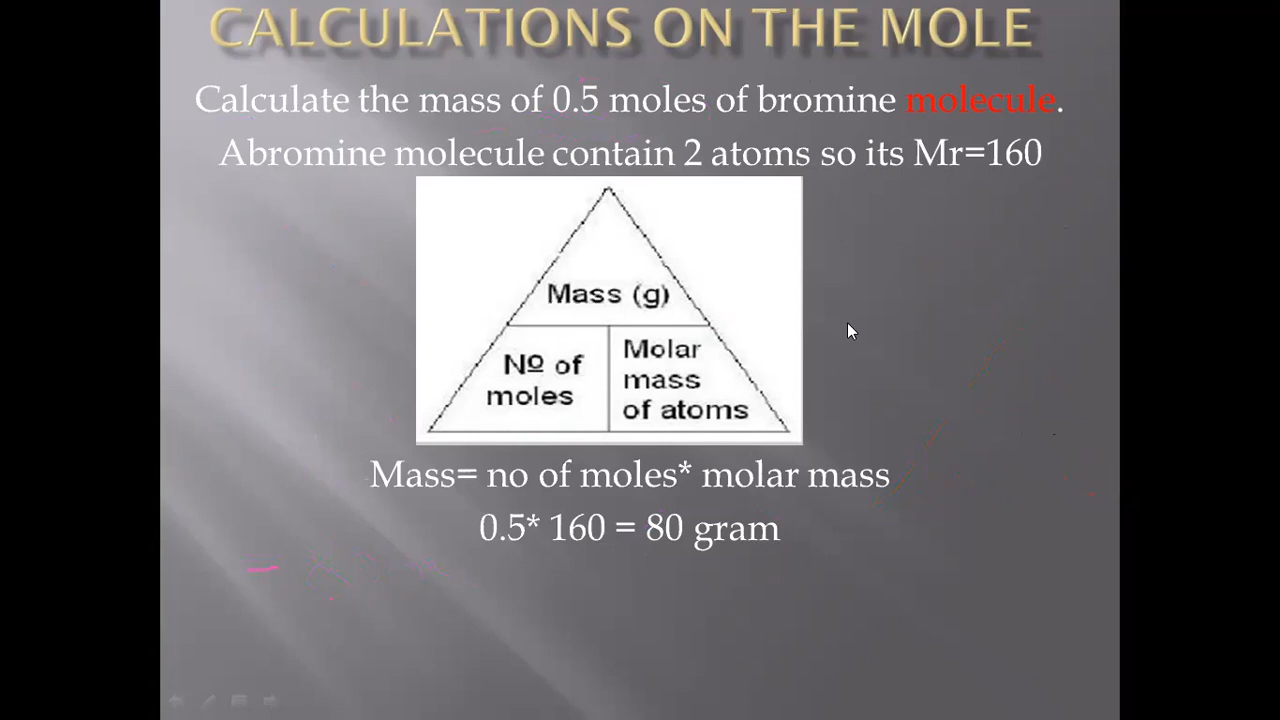 CALCULATIONS ON THE MOLE
Calculate the mass of 0.5 moles of bromine molecule.
Abromine molecule contain 2 atoms so its Mr=160
Mass (g)
Nº of
moles
Molar
mass
of atoms
Mass= no of moles* molar mass
0.5* 160 = 80 gram